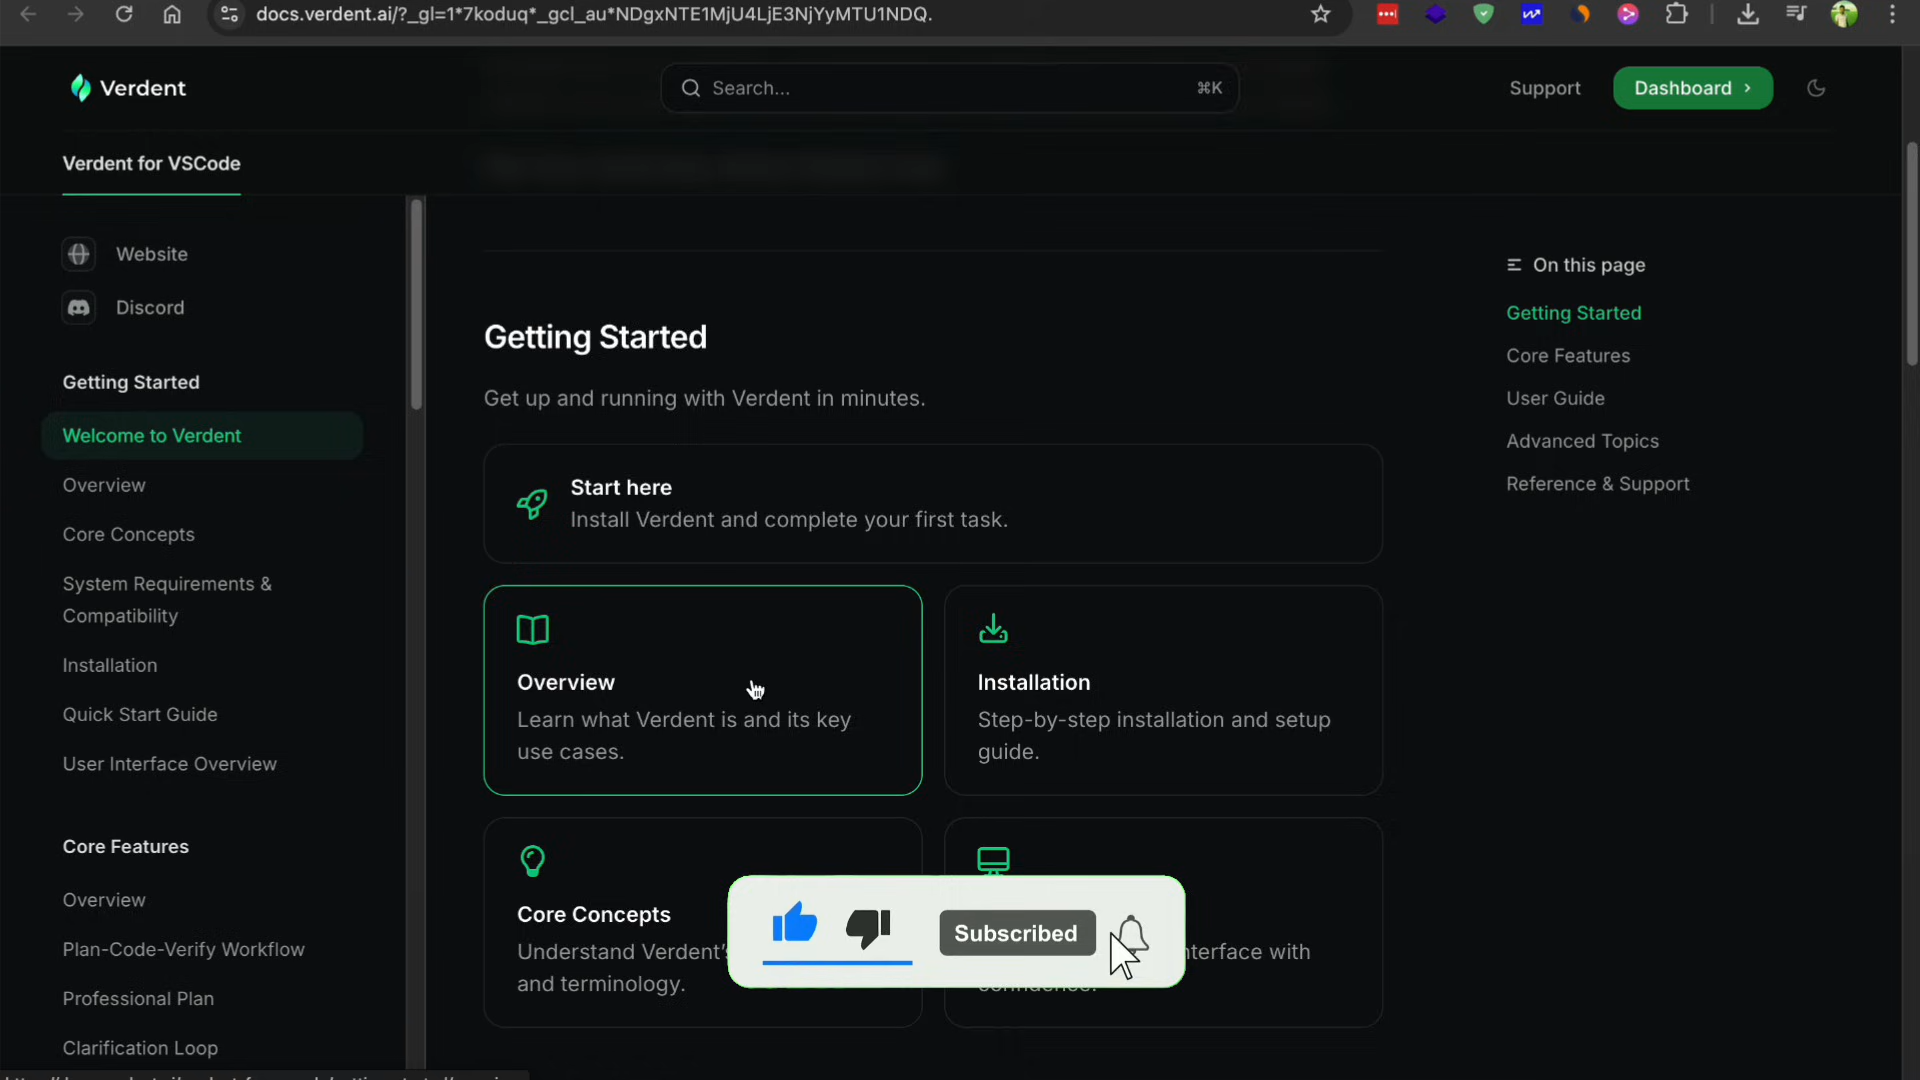 docs.verdent.ai/?_gl=1*7koduq*_gcl_au*NDgxNTE1MjU4LjE3NjYyMTU1NDQ.
Verdent
Search...
⌘K
Support
Dashboard
Verdent for VSCode
Website
Discord
Getting Started
Welcome to Verdent
Overview
Core Concepts
System Requirements &
Compatibility
Installation
Quick Start Guide
User Interface Overview
Core Features
Overview
Plan-Code-Verify Workflow
Professional Plan
Clarification Loop
Getting Started
Get up and running with Verdent in minutes.
Start here
Install Verdent and complete your first task.
Overview
Learn what Verdent is and its key
use cases.
Installation
Step-by-step installation and setup
guide.
Core Concepts
Understand Verdent's
and terminology.
nterface with
confidence.
Subscribed
On this page
Getting Started
Core Features
User Guide
Advanced Topics
Reference & Support